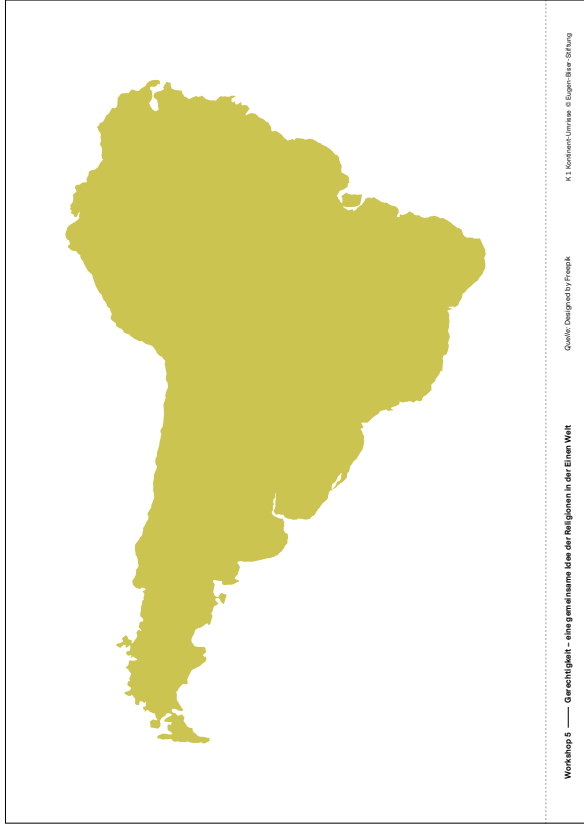 Workshop 5 —— Gerechtigkeit – eine gemeinsame Idee der Religionen in der Einen Welt
Quelle: Designed by Freepik
K 1 Kontinent-Umrisse © Eugen-Biser-Stiftung